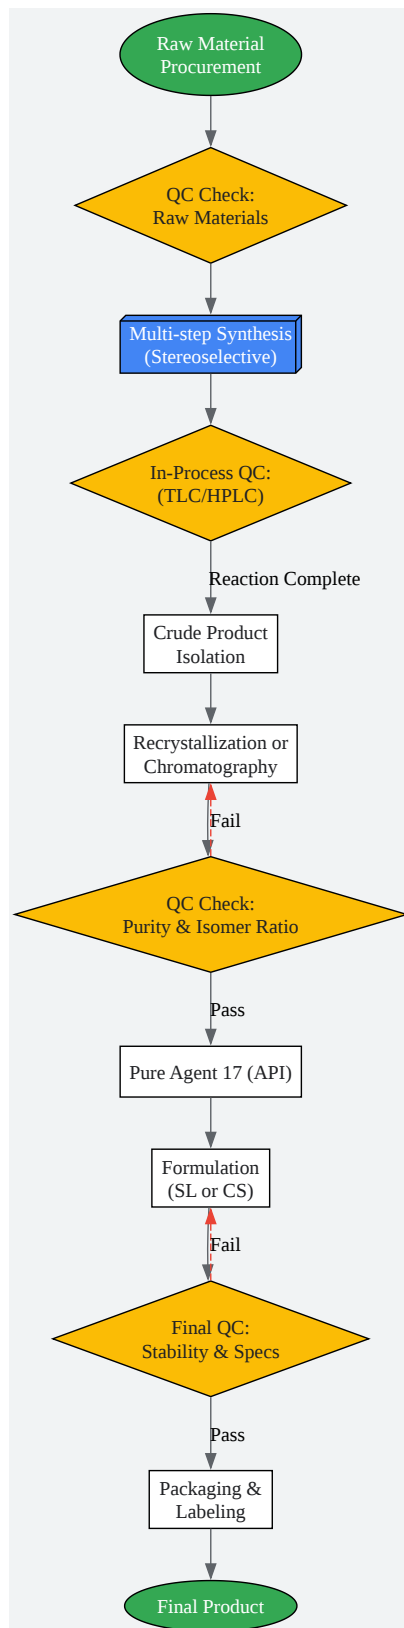 Raw Material
Procurement
QC Check:
Raw Materials
Multi-step Synthesis
(Stereoselective)
In-Process QC:
(TLC/HPLC)
Reaction Complete
Crude Product
Isolation
Recrystallization or
Chromatography
Fail
QC Check:
Purity & Isomer Ratio
Pass
Pure Agent 17 (API)
Formulation
(SL or CS)
Fail
Final QC:
Stability & Specs
Pass
Packaging &
Labeling
Final Product